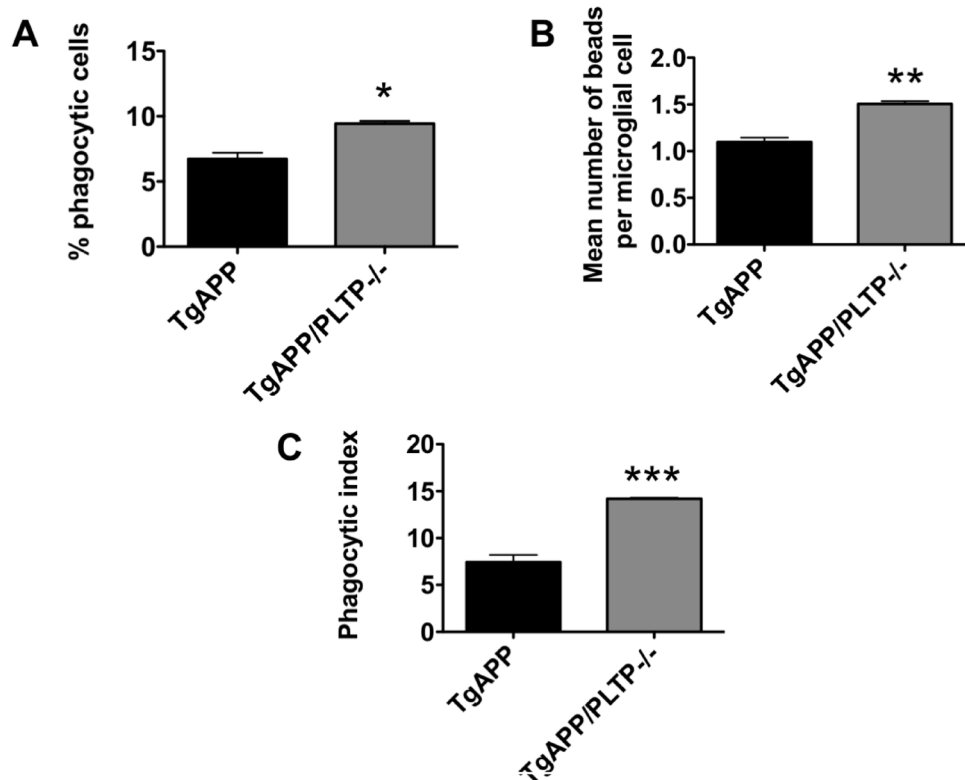 A
% phagocytic cells
15
10
5
0
*
TgAPP
TgAPP/PLTP-/-
B
Mean number of beads
per microglial cell
2.0
1.5
1.0
0.5
0.0
**
TgAPP
TgAPP/PLTP-/-
C
Phagocytic index
20
15
10
5
0
***
TgAPP
TgAPP/PLTP-/-